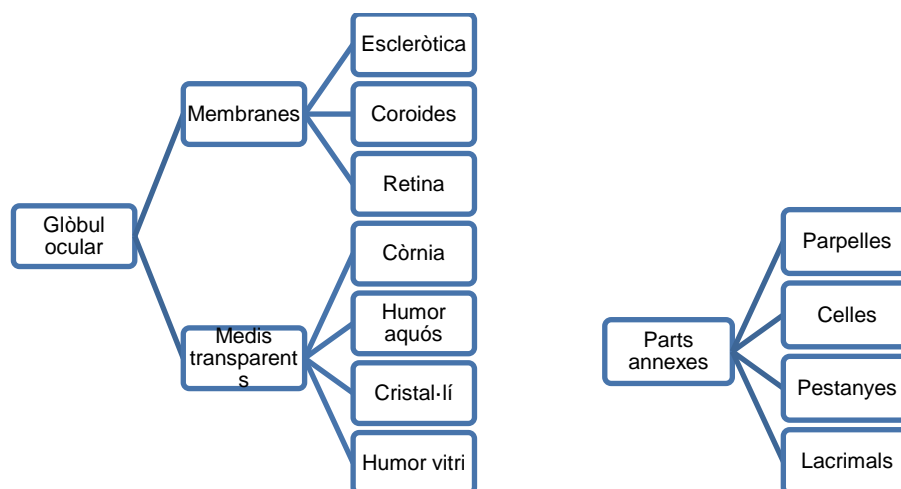 Glòbul
ocular
Membranes
Escleròtica
Coroides
Retina
Medis
transparent
s
Còrnia
Humor
aquós
Cristal·lí
Humor vitri
Parts
annexes
Parpelles
Celles
Pestanyes
Lacrimals